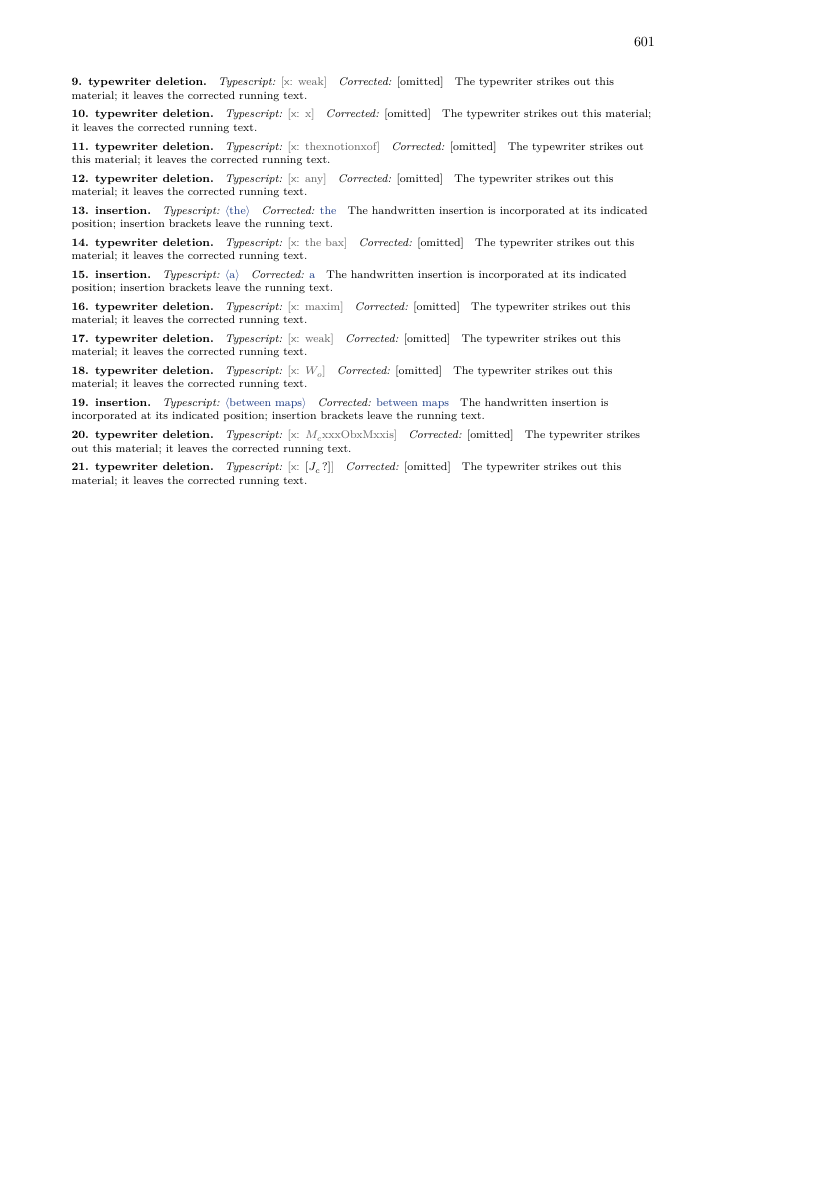 601
9. typewriter deletion. Typescript: [x: weak] Corrected: [omitted] The typewriter strikes out this
material; it leaves the corrected running text.
10. typewriter deletion. Typescript: [x: x] Corrected: [omitted] The typewriter strikes out this material;
it leaves the corrected running text.
11. typewriter deletion. Typescript: [x: thexnotionxof] Corrected: [omitted] The typewriter strikes out
this material; it leaves the corrected running text.
12. typewriter deletion. Typescript: [x: any] Corrected: [omitted] The typewriter strikes out this
material; it leaves the corrected running text.
13. insertion. Typescript: ⟨the⟩ Corrected: the The handwritten insertion is incorporated at its indicated
position; insertion brackets leave the running text.
14. typewriter deletion. Typescript: [x: the bax] Corrected: [omitted] The typewriter strikes out this
material; it leaves the corrected running text.
15. insertion. Typescript: ⟨a⟩ Corrected: a The handwritten insertion is incorporated at its indicated
position; insertion brackets leave the running text.
16. typewriter deletion. Typescript: [x: maxim] Corrected: [omitted] The typewriter strikes out this
material; it leaves the corrected running text.
17. typewriter deletion. Typescript: [x: weak] Corrected: [omitted] The typewriter strikes out this
material; it leaves the corrected running text.
18. typewriter deletion. Typescript: [x: Wₒ] Corrected: [omitted] The typewriter strikes out this
material; it leaves the corrected running text.
19. insertion. Typescript: ⟨between maps⟩ Corrected: between maps The handwritten insertion is
incorporated at its indicated position; insertion brackets leave the running text.
20. typewriter deletion. Typescript: [x: M_cxxxObxMxxis] Corrected: [omitted] The typewriter strikes
out this material; it leaves the corrected running text.
21. typewriter deletion. Typescript: [x: [J_c ?]] Corrected: [omitted] The typewriter strikes out this
material; it leaves the corrected running text.